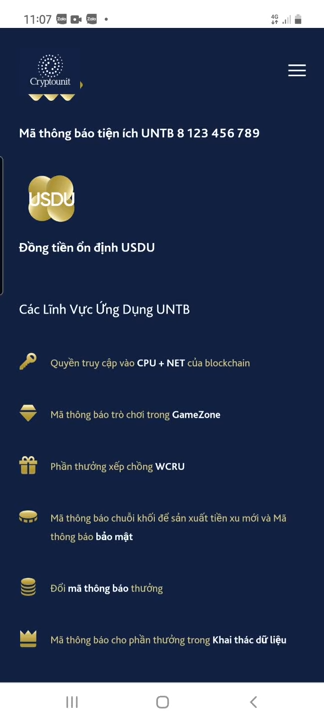 11:07 Zalo Zalo 4G
Cryptounit
Mã thông báo tiện ích UNTB 8 123 456 789
USDU
Đồng tiền ổn định USDU
Các Lĩnh Vực Ứng Dụng UNTB
Quyền truy cập vào CPU + NET của blockchain
Mã thông báo trò chơi trong GameZone
Phần thưởng xếp chồng WCRU
Mã thông báo chuỗi khối để sản xuất tiền xu mới và Mã
thông báo bảo mật
Đổi mã thông báo thưởng
Mã thông báo cho phần thưởng trong Khai thác dữ liệu